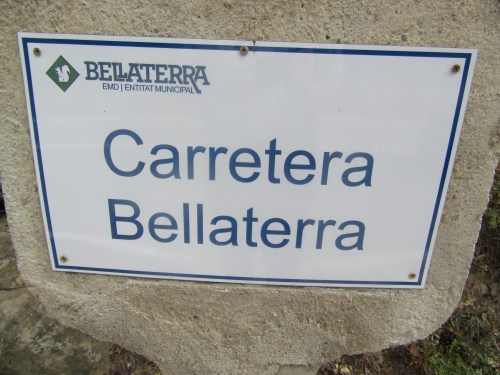 BELLATERRA
EMD | ENTITAT MUNICIPAL
Carretera
Bellaterra